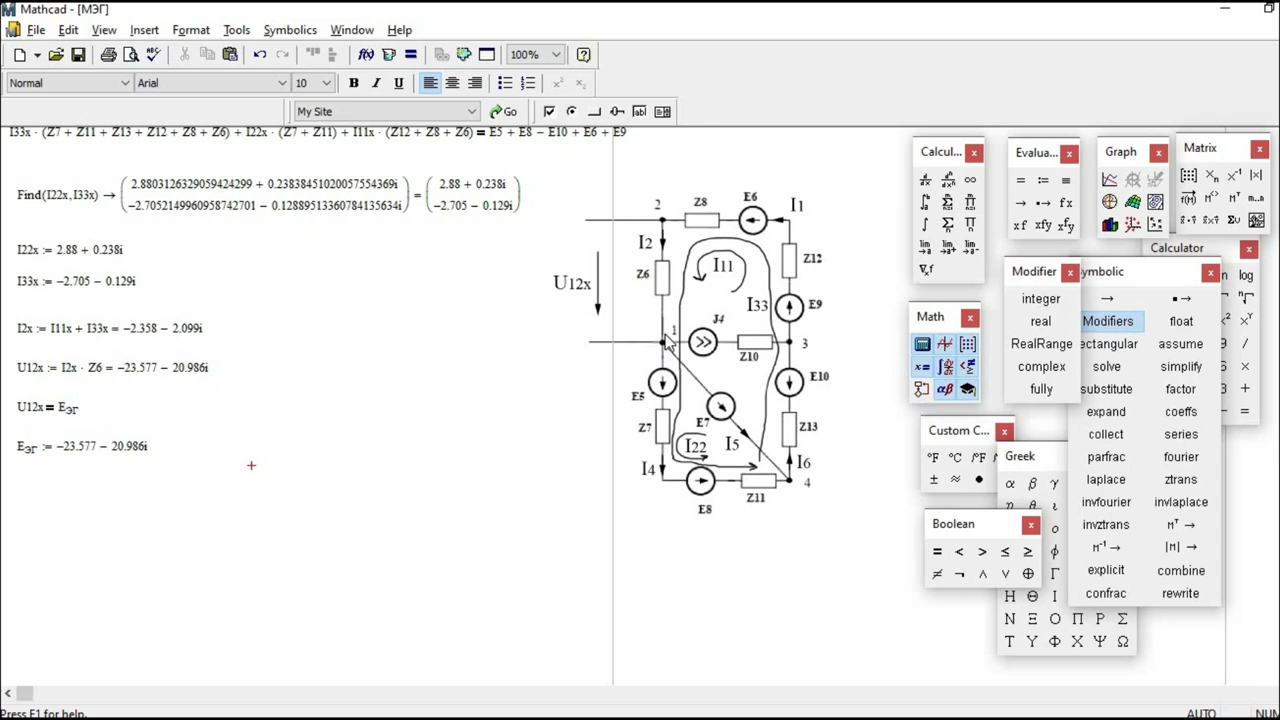 Mathcad - [МЭГ]
File Edit View Insert Format Tools Symbolics Window Help
100%
Normal Arial 10 B I U
My Site Go
I33x · (Z7 + Z11 + Z13 + Z12 + Z8 + Z6) + I22x · (Z7 + Z11) + I11x · (Z12 + Z8 + Z6) = E5 + E8 − E10 + E6 + E9
Find(I22x,I33x) → (2.8803126329059424299 + 0.23838451020057554369i
−2.7052149960958742701 − 0.12889513360784135634i) = (2.88 + 0.238i
−2.705 − 0.129i)
I22x := 2.88 + 0.238i
I33x := −2.705 − 0.129i
I2x := I11x + I33x = −2.358 − 2.099i
U12x := I2x · Z6 = −23.577 − 20.986i
U12x = EЭГ
EЭГ := −23.577 − 20.986i
2 Z8 E6 I1
I2
Z6 I11 Z12
U12x
I33 E9
1 J4
Z10 3
E5 E10
E7
Z7 I22 I5 Z13
I4 I6
Z11 4
E8
Calcul...
Evalua...
= := ≡
→ •→ fx
xf xfy xfy
Graph
Matrix
Calculator
Modifier
integer
real
RealRange
complex
fully
Symbolic
→ ▪→
Modifiers float
ectangular assume
solve simplify
substitute factor
expand coeffs
collect series
parfrac fourier
laplace ztrans
invfourier invlaplace
invztrans Mᵀ →
M⁻¹ → |M| →
explicit combine
confrac rewrite
Math
Custom C...
°F °C
± ≈ •
Greek
α β γ
Η Θ Ι
Ν Ξ Ο Π Ρ Σ
Τ Υ Φ Χ Ψ Ω
Boolean
= < > ≤ ≥
≠ ¬ ∧ ∨ ⊕
Press F1 for help.
AUTO